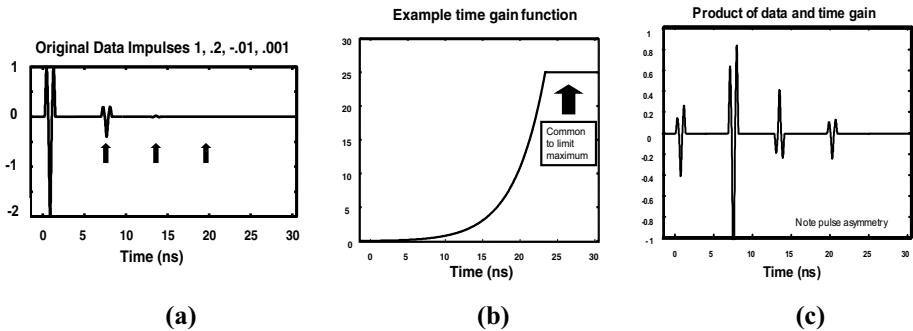 Original Data Impulses 1, .2, -.01, .001
1
0
-1
-2
0 5 10 15 20 25 30
Time (ns)
(a)
Example time gain function
30
25
20
15
10
5
0
Common
to limit
maximum
0 5 10 15 20 25 30
Time (ns)
(b)
Product of data and time gain
1
0.8
0.6
0.4
0.2
0
-0.2
-0.4
-0.6
-0.8
-1
Note pulse asymmetry
0 5 10 15 20 25 30
Time (ns)
(c)